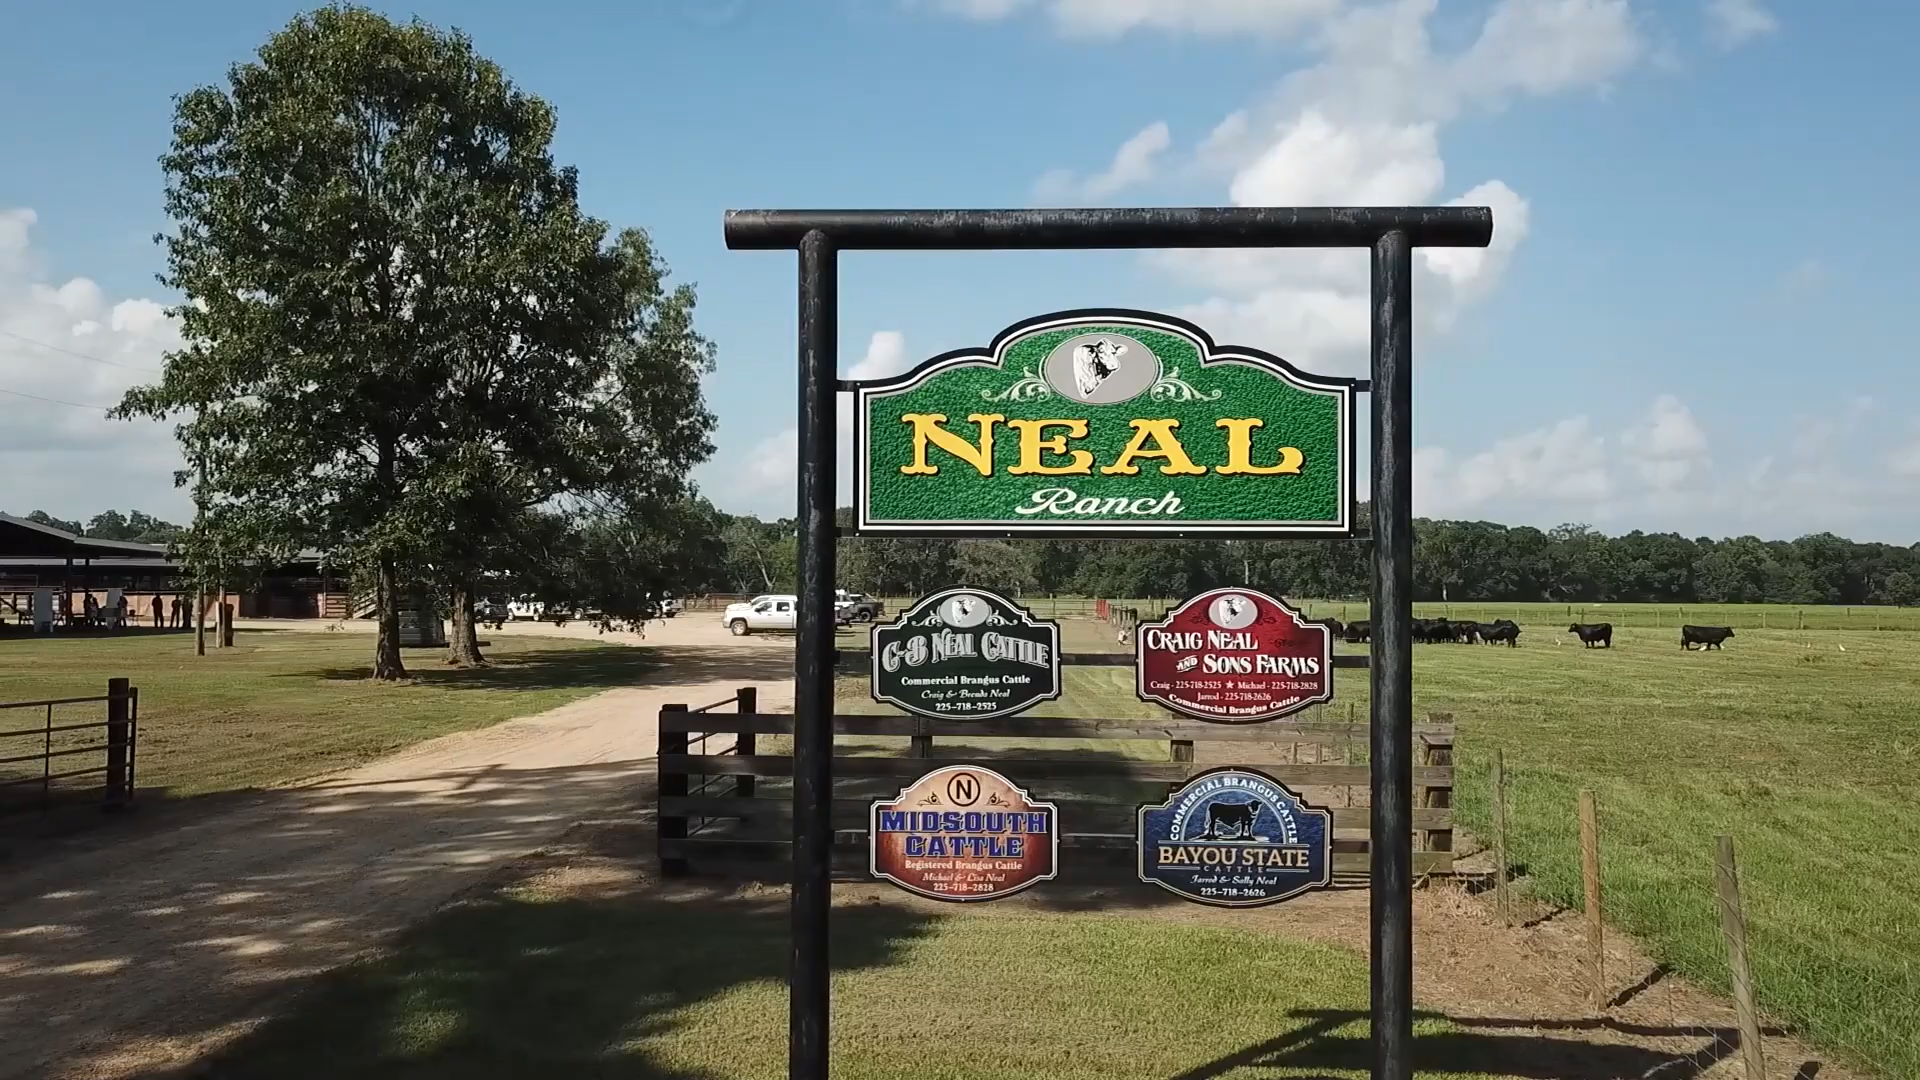 NEAL
Ranch
C-B NEAL CATTLE
Commercial Brangus Cattle
Craig & Brenda Neal
225-718-2525
CRAIG NEAL
AND SONS FARMS
Craig - 225-718-2525 ★ Michael - 225-718-2828
Jarrod - 225-718-2626
Commercial Brangus Cattle
N
MIDSOUTH
CATTLE
Registered Brangus Cattle
Michael & Lisa Neal
225-718-2828
COMMERCIAL BRANGUS CATTLE
BAYOU STATE
CATTLE
Jarrod & Sally Neal
225-718-2626